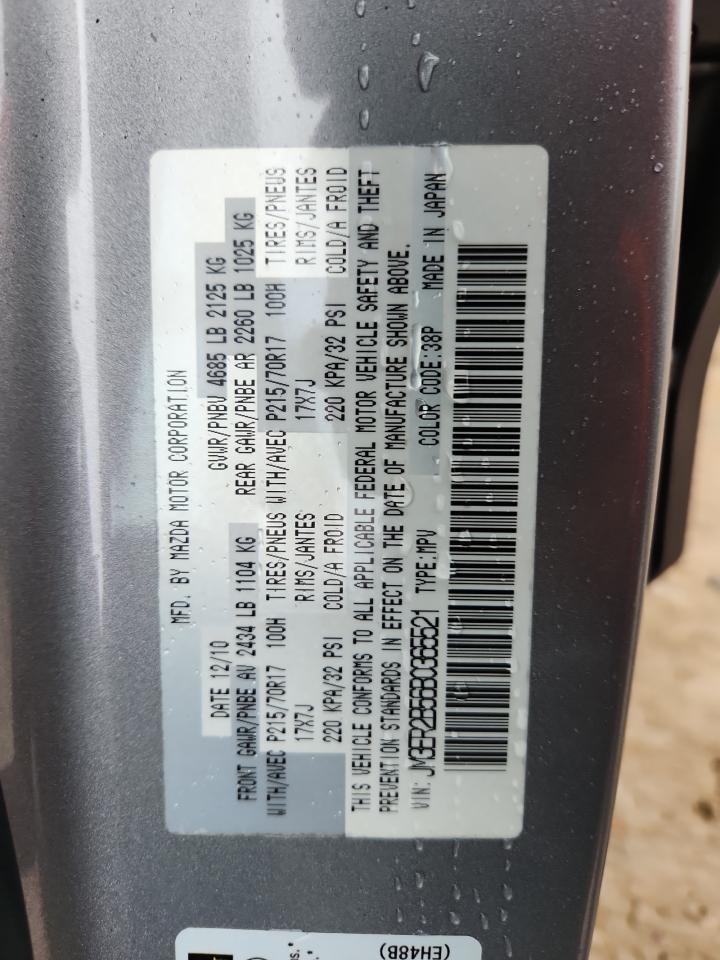 MFD. BY MAZDA MOTOR CORPORATION
DATE 12/10 GVWR/PNBV 4685 LB 2125 KG
FRONT GAWR/PNBE AV 2434 LB 1104 KG REAR GAWR/PNBE AR 2260 LB 1025 KG
WITH/AVEC P215/70R17 100H TIRES/PNEUS WITH/AVEC P215/70R17 100H TIRES/PNEUS
17X7J RIMS/JANTES 17X7J RIMS/JANTES
220 KPA/32 PSI COLD/A FROID 220 KPA/32 PSI COLD/A FROID
THIS VEHICLE CONFORMS TO ALL APPLICABLE FEDERAL MOTOR VEHICLE SAFETY AND THEFT
PREVENTION STANDARDS IN EFFECT ON THE DATE OF MANUFACTURE SHOWN ABOVE.
VIN: JM3ER2B56B0365521 TYPE:MPV COLOR CODE:38P MADE IN JAPAN
(EH48B)